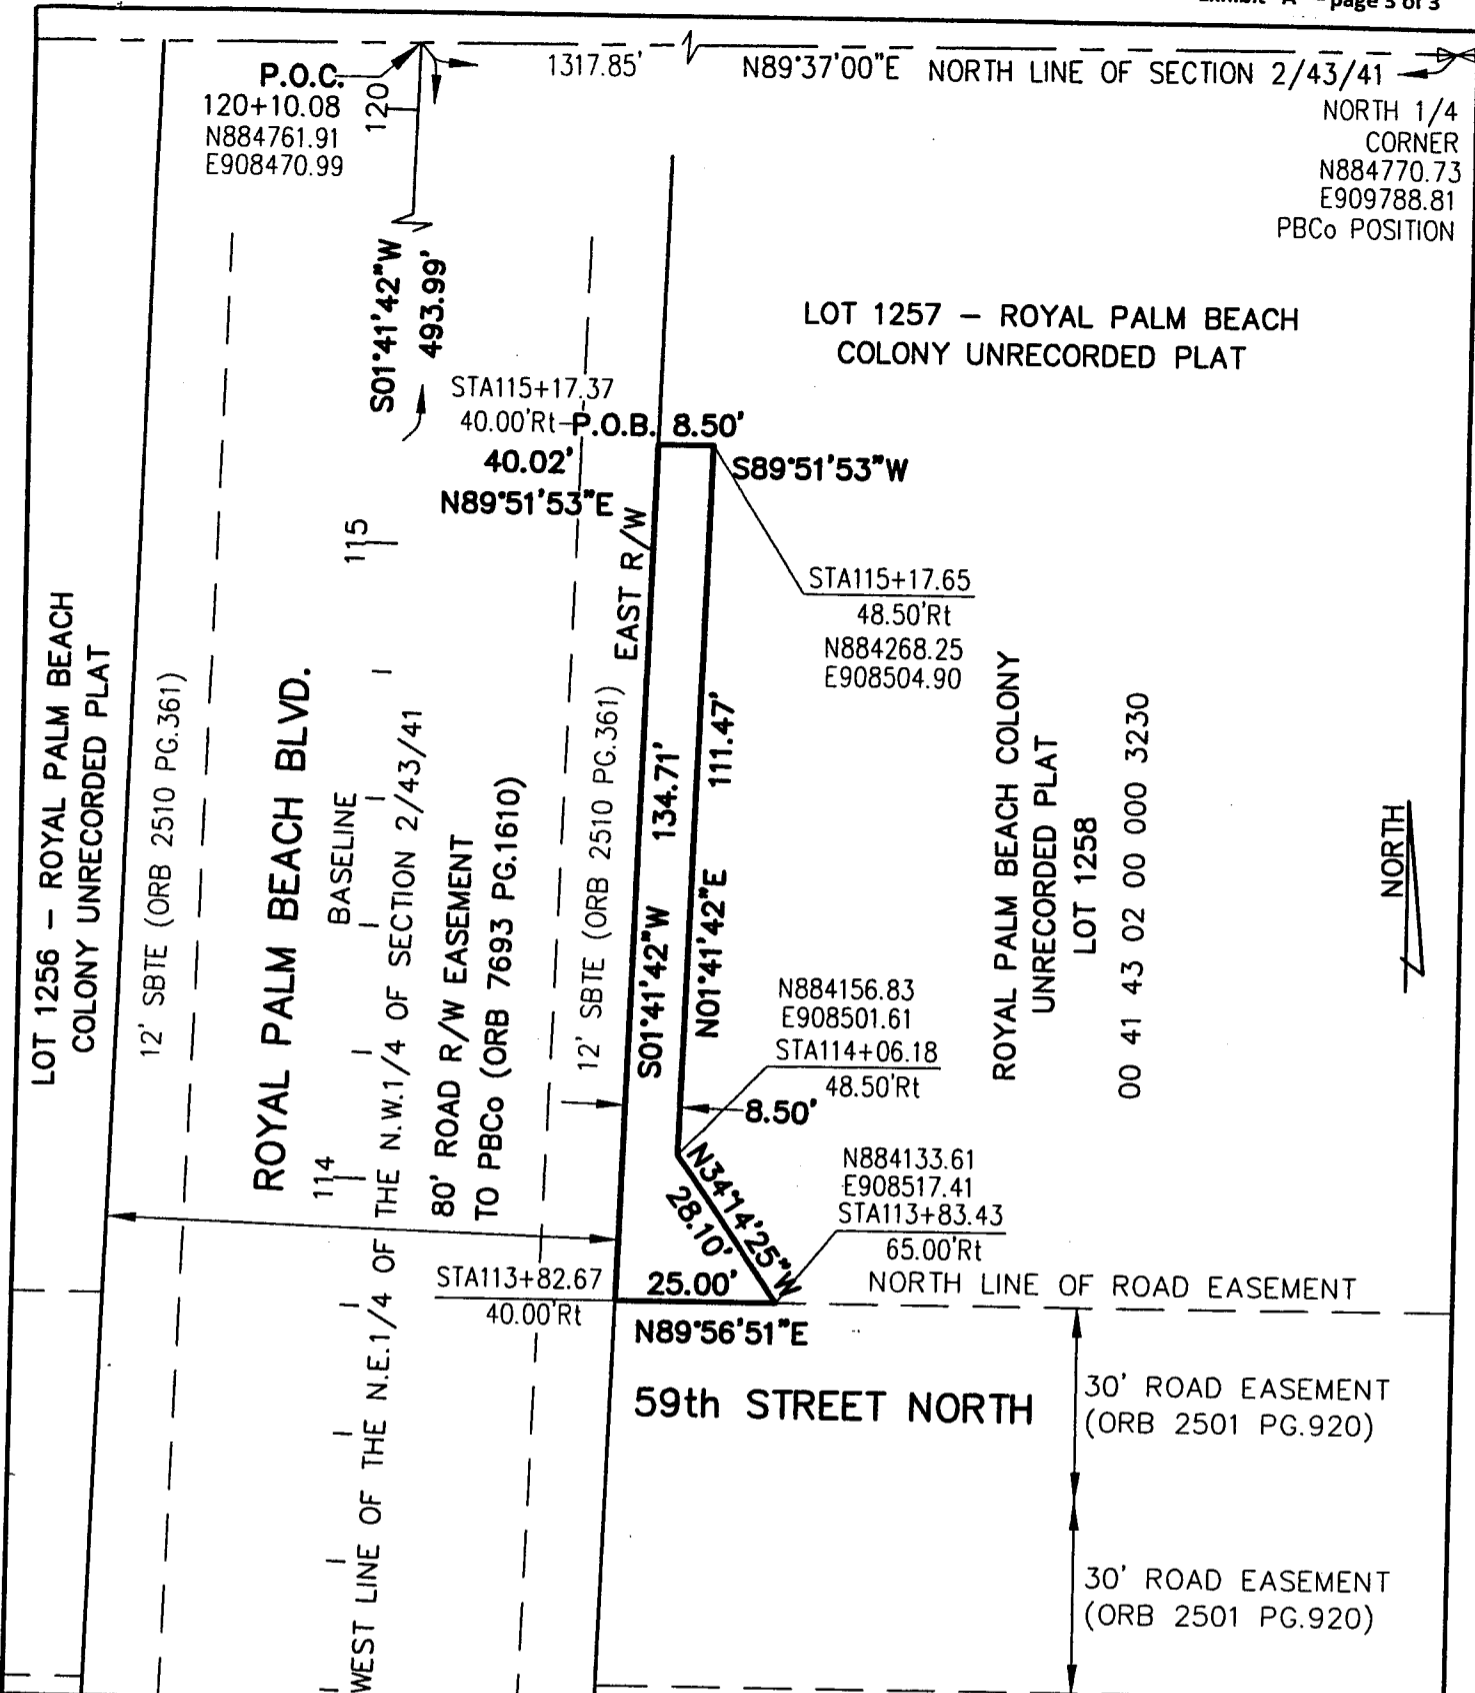 Exhibit "A" - page 3 of 3
P.O.C.
120+10.08
N884761.91
E908470.99
120
1317.85'
N89°37'00"E NORTH LINE OF SECTION 2/43/41
NORTH 1/4
CORNER
N884770.73
E909788.81
PBCo POSITION
S01°41'42"W
493.99'
LOT 1257 – ROYAL PALM BEACH
COLONY UNRECORDED PLAT
STA115+17.37
40.00'Rt
P.O.B.
8.50'
40.02'
N89°51'53"E
S89°51'53"W
115
EAST R/W
STA115+17.65
48.50'Rt
N884268.25
E908504.90
LOT 1256 – ROYAL PALM BEACH
COLONY UNRECORDED PLAT
12' SBTE (ORB 2510 PG.361)
ROYAL PALM BEACH BLVD.
BASELINE
WEST LINE OF THE N.E.1/4 OF THE N.W.1/4 OF SECTION 2/43/41
80' ROAD R/W EASEMENT
TO PBCo (ORB 7693 PG.1610)
12' SBTE (ORB 2510 PG.361)
S01°41'42"W 134.71'
N01°41'42"E 111.47'
ROYAL PALM BEACH COLONY
UNRECORDED PLAT
LOT 1258
00 41 43 02 00 000 3230
NORTH
N884156.83
E908501.61
STA114+06.18
48.50'Rt
8.50'
114
N34°14'25"W
28.10'
N884133.61
E908517.41
STA113+83.43
65.00'Rt
STA113+82.67
40.00'Rt
25.00'
N89°56'51"E
NORTH LINE OF ROAD EASEMENT
59th STREET NORTH
30' ROAD EASEMENT
(ORB 2501 PG.920)
30' ROAD EASEMENT
(ORB 2501 PG.920)